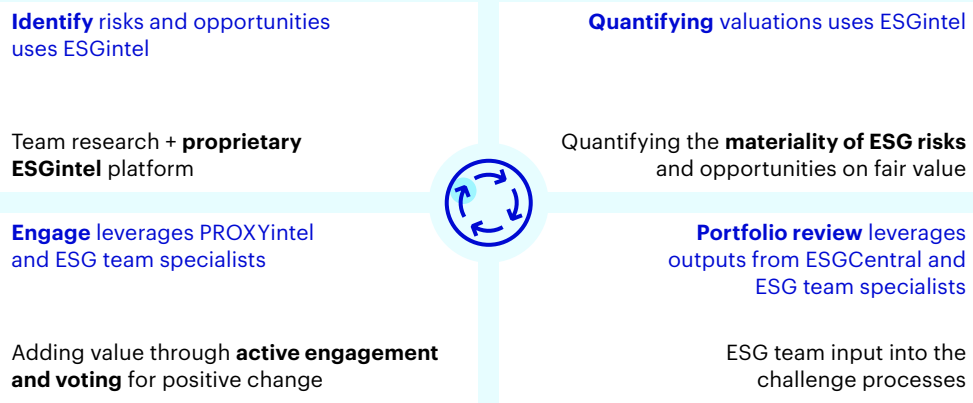 Identify risks and opportunities
uses ESGintel
Team research + proprietary
ESGintel platform
Quantifying valuations uses ESGintel
Quantifying the materiality of ESG risks
and opportunities on fair value
Engage leverages PROXYintel
and ESG team specialists
Adding value through active engagement
and voting for positive change
Portfolio review leverages
outputs from ESGCentral and
ESG team specialists
ESG team input into the
challenge processes